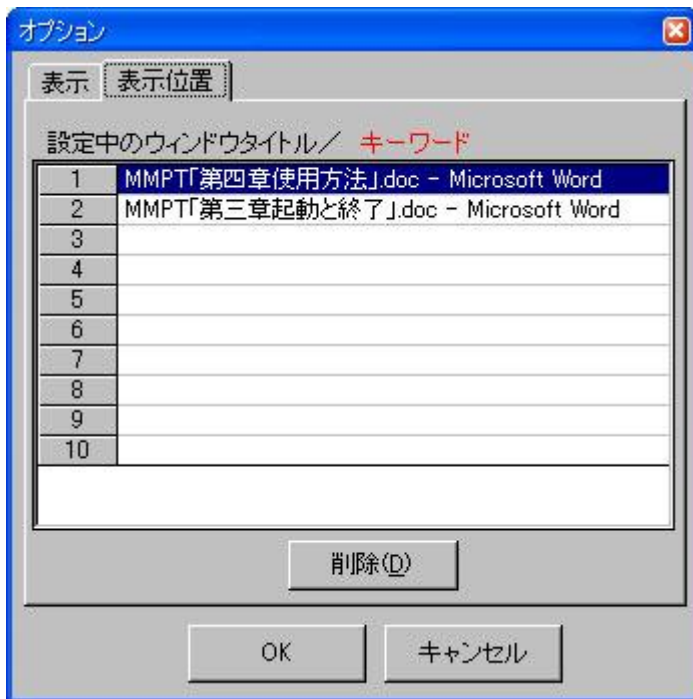 オプション
表示 表示位置
設定中のウィンドウタイトル／ キーワード
1 MMPT「第四章使用方法」.doc - Microsoft Word
2 MMPT「第三章起動と終了」.doc - Microsoft Word
3
4
5
6
7
8
9
10
削除(D)
OK キャンセル